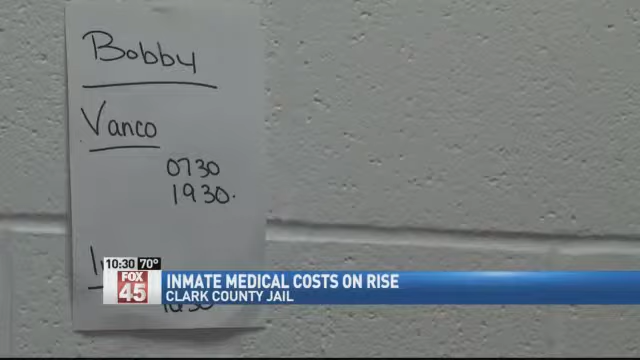 Bobby
Vanco
0730
1930.
10:30 70°
FOX
45
INMATE MEDICAL COSTS ON RISE
CLARK COUNTY JAIL